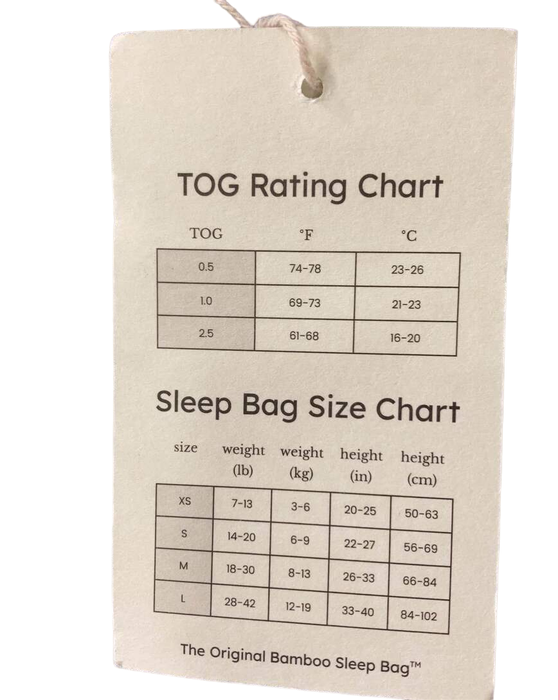 TOG Rating Chart
TOG °F °C
0.5 74-78 23-26
1.0 69-73 21-23
2.5 61-68 16-20
Sleep Bag Size Chart
size weight (lb) weight (kg) height (in) height (cm)
XS 7-13 3-6 20-25 50-63
S 14-20 6-9 22-27 56-69
M 18-30 8-13 26-33 66-84
L 28-42 12-19 33-40 84-102
The Original Bamboo Sleep Bag™